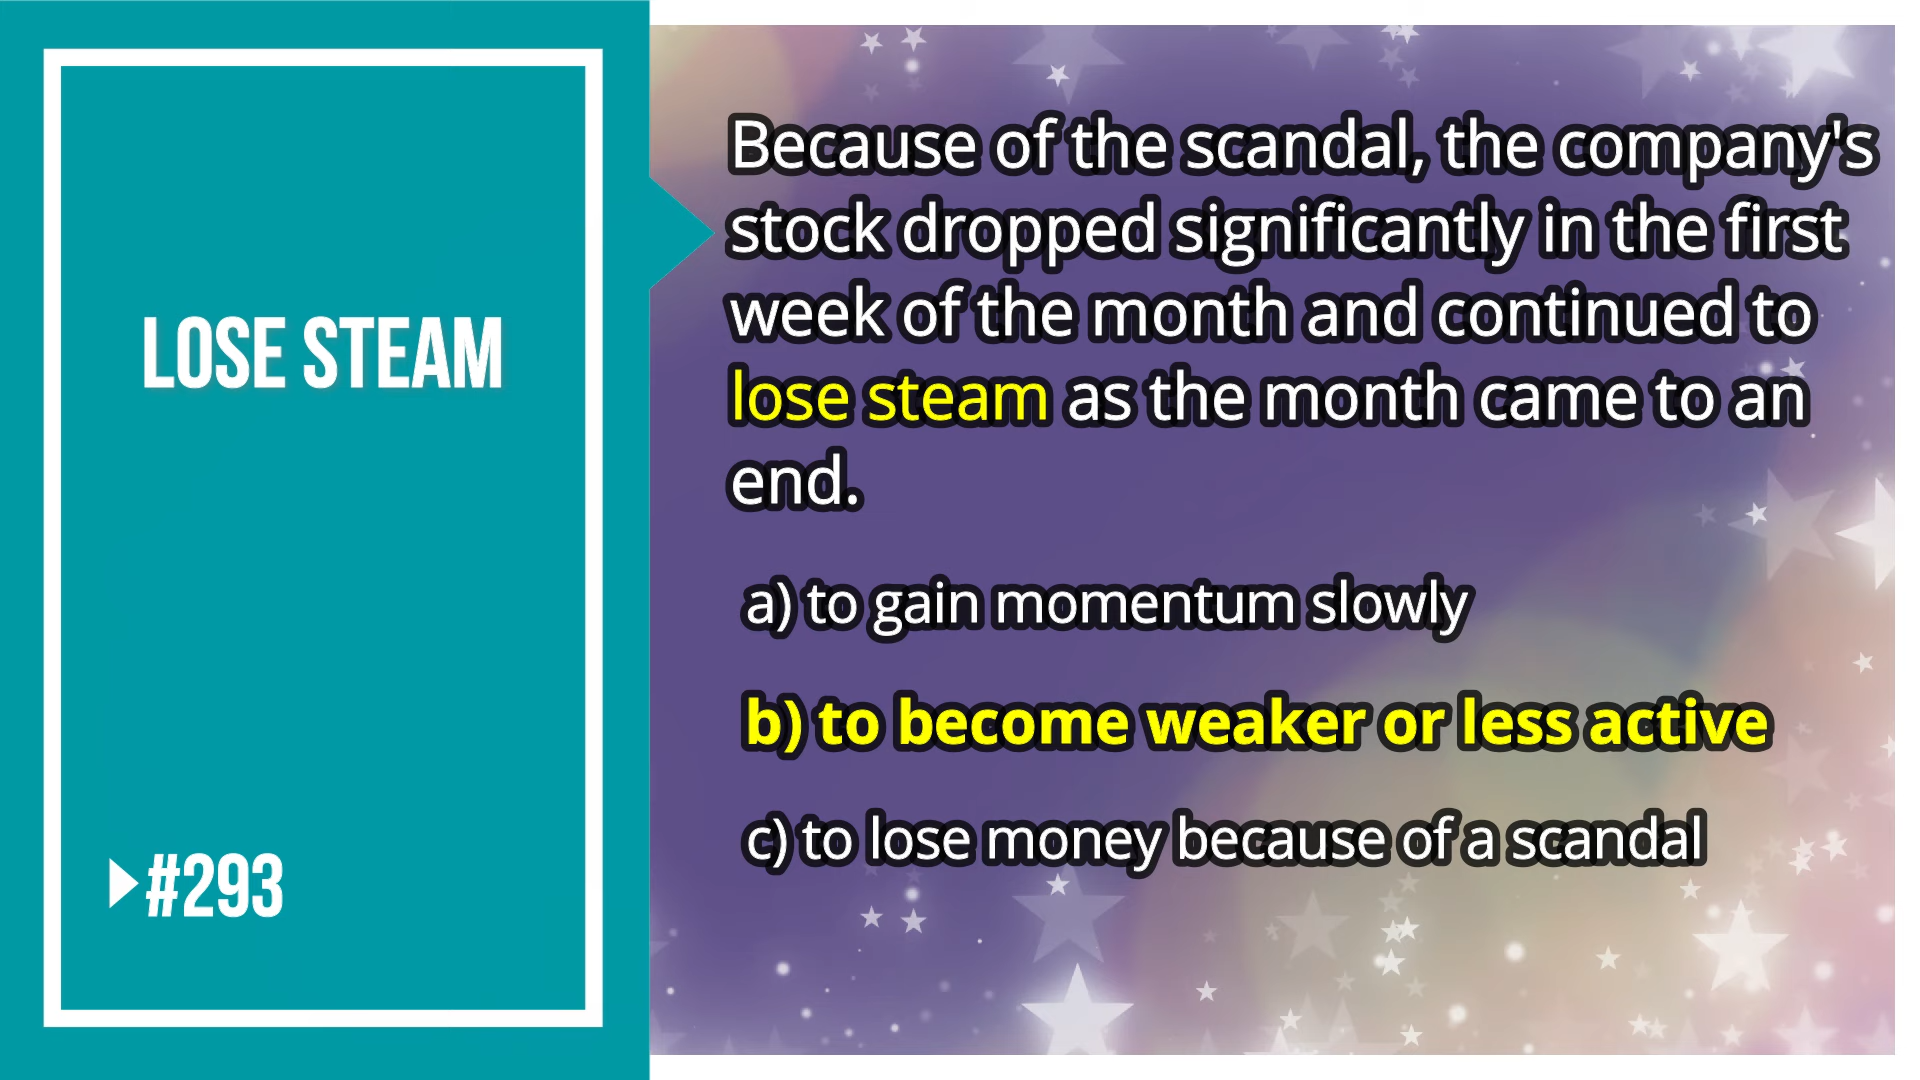 LOSE STEAM
#293
Because of the scandal, the company's
stock dropped significantly in the first
week of the month and continued to
lose steam as the month came to an
end.
a) to gain momentum slowly
b) to become weaker or less active
c) to lose money because of a scandal